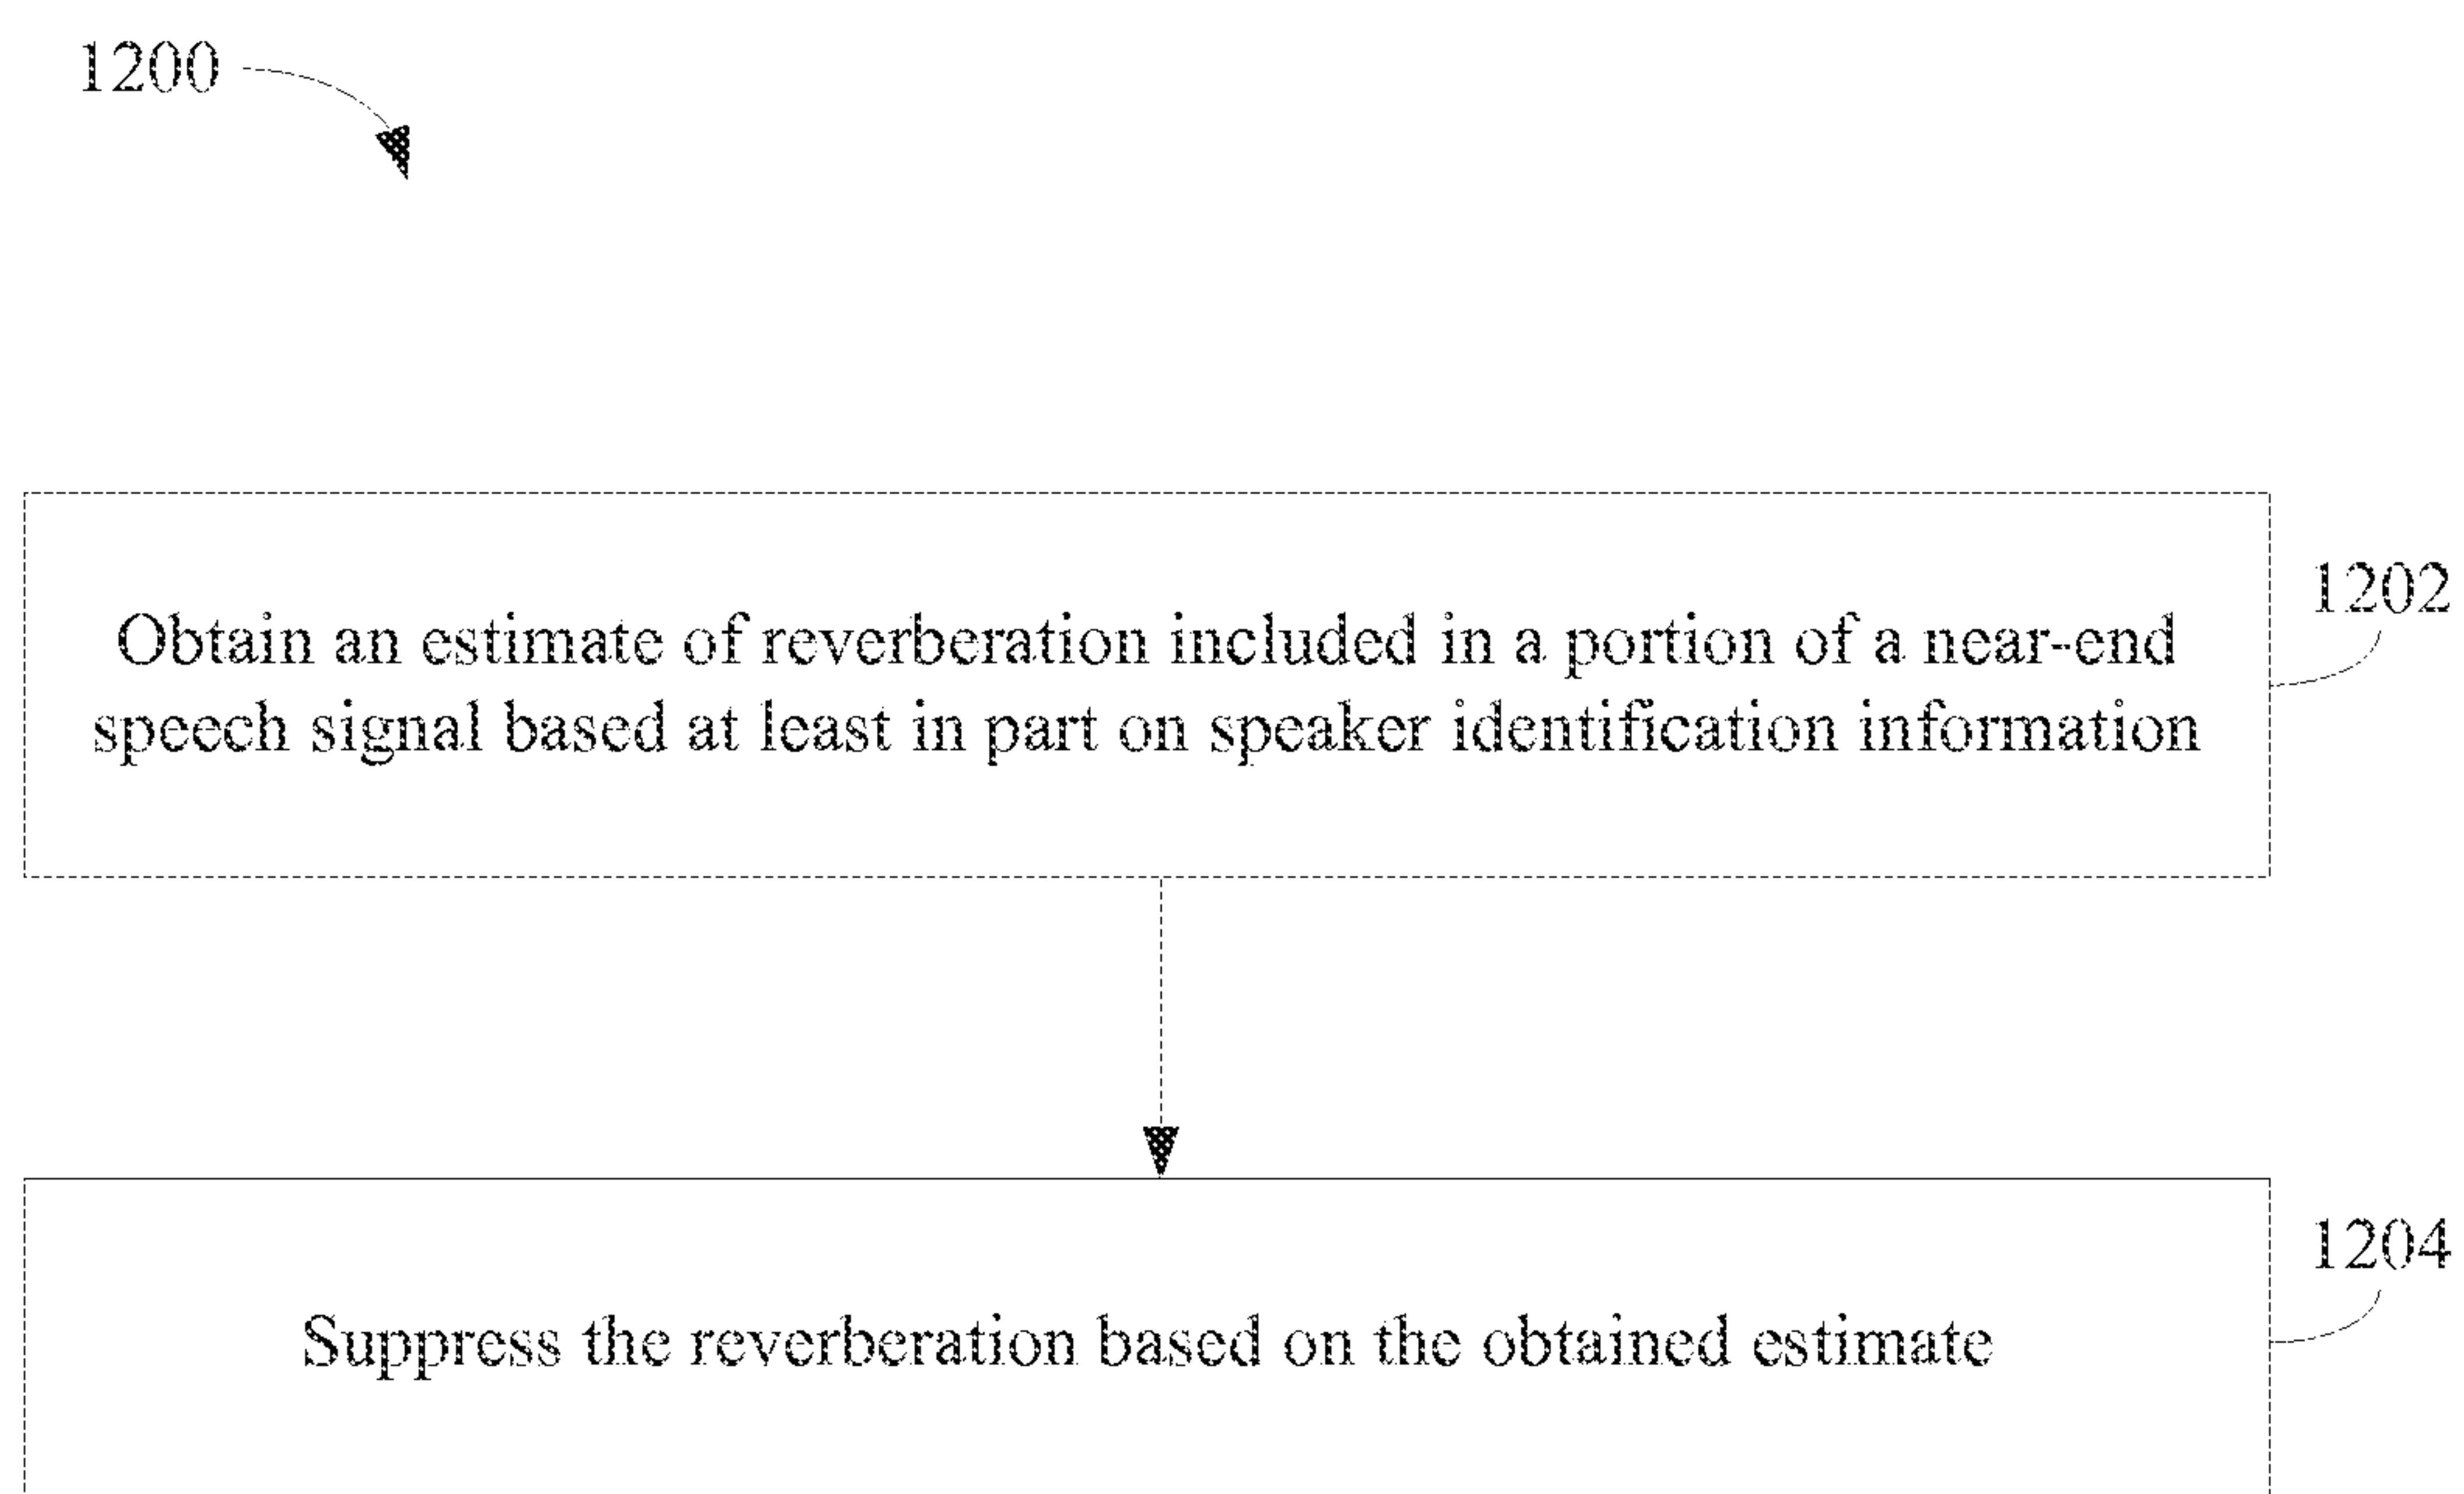 1200
1202
Obtain an estimate of reverberation included in a portion of a near-end
speech signal based at least in part on speaker identification information
1204
Suppress the reverberation based on the obtained estimate